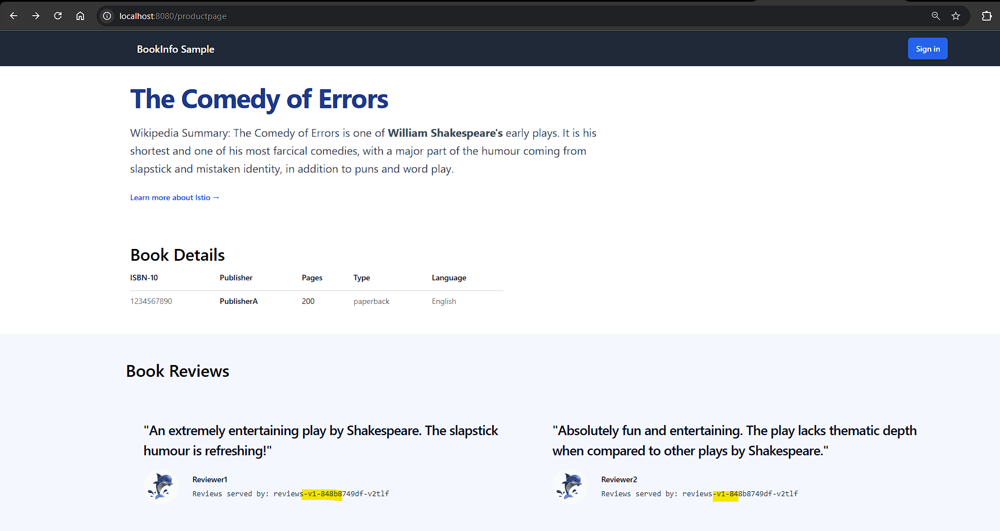 localhost:8080/productpage
BookInfo Sample
Sign in
The Comedy of Errors
Wikipedia Summary: The Comedy of Errors is one of William Shakespeare's early plays. It is his
shortest and one of his most farcical comedies, with a major part of the humour coming from
slapstick and mistaken identity, in addition to puns and word play.
Learn more about Istio →
Book Details
ISBN-10 Publisher Pages Type Language
1234567890 PublisherA 200 paperback English
Book Reviews
"An extremely entertaining play by Shakespeare. The slapstick
humour is refreshing!"
Reviewer1
Reviews served by: reviews-v1-848b8749df-v2tlf
"Absolutely fun and entertaining. The play lacks thematic depth
when compared to other plays by Shakespeare."
Reviewer2
Reviews served by: reviews-v1-848b8749df-v2tlf